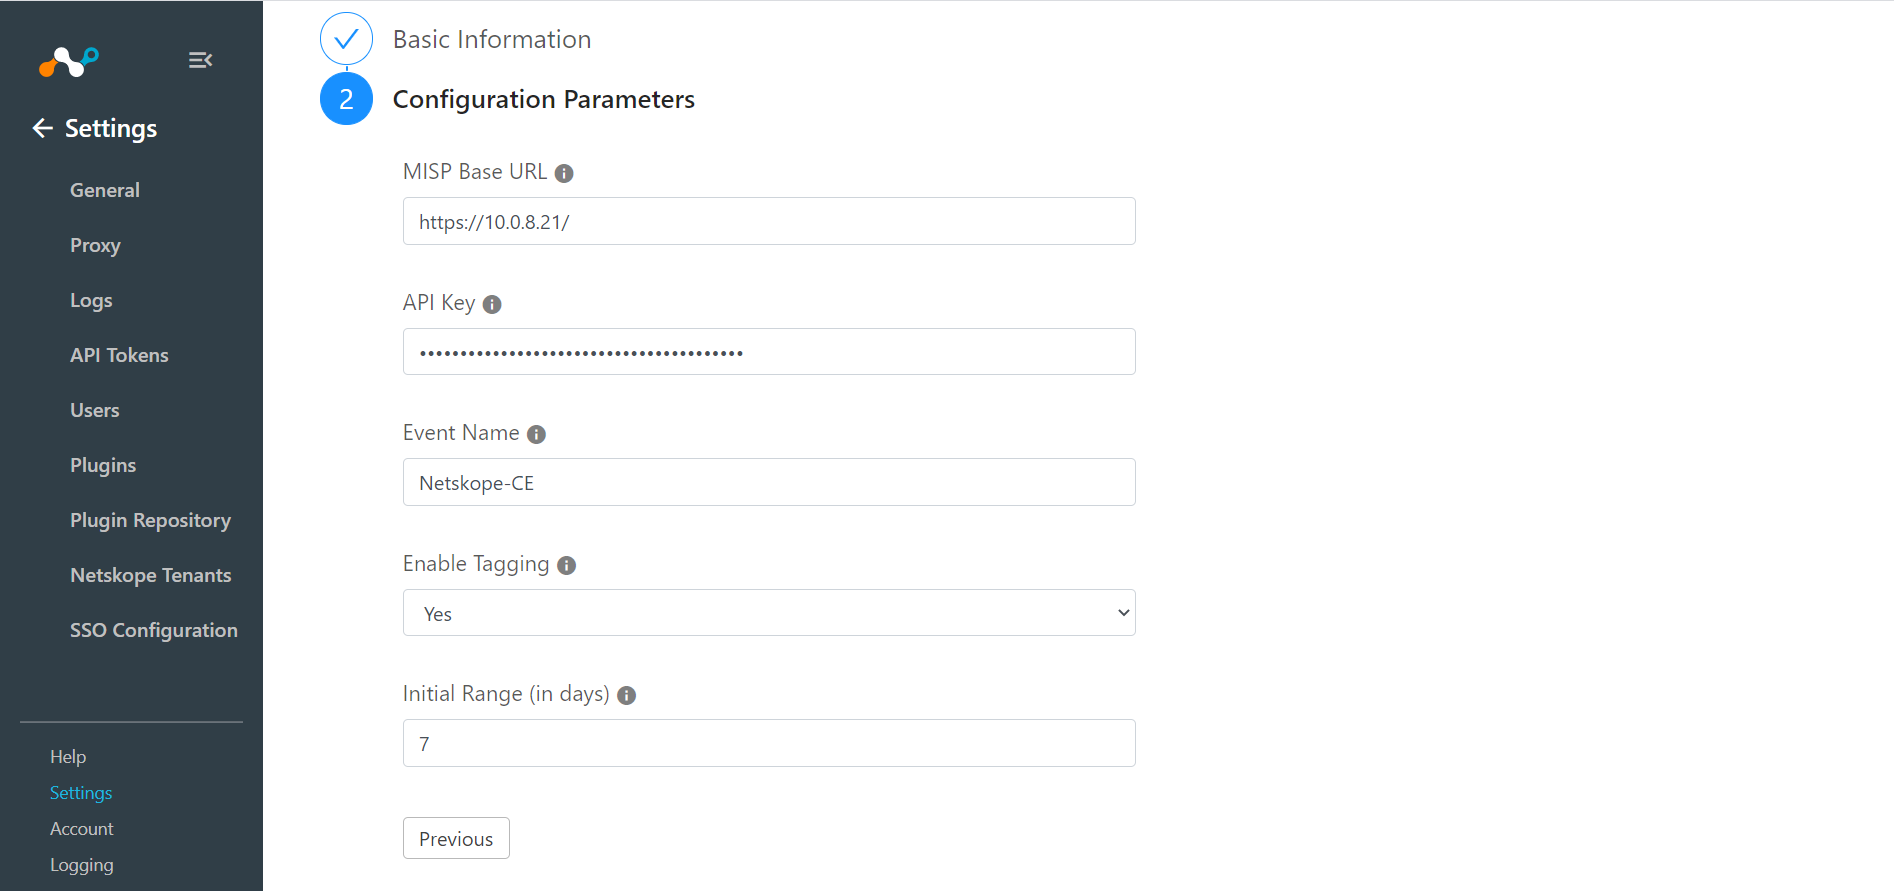 Settings
General
Proxy
Logs
API Tokens
Users
Plugins
Plugin Repository
Netskope Tenants
SSO Configuration
Help
Settings
Account
Logging
Basic Information
2 Configuration Parameters
MISP Base URL
https://10.0.8.21/
API Key
••••••••••••••••••••••••••••••••••••••••
Event Name
Netskope-CE
Enable Tagging
Yes
Initial Range (in days)
7
Previous